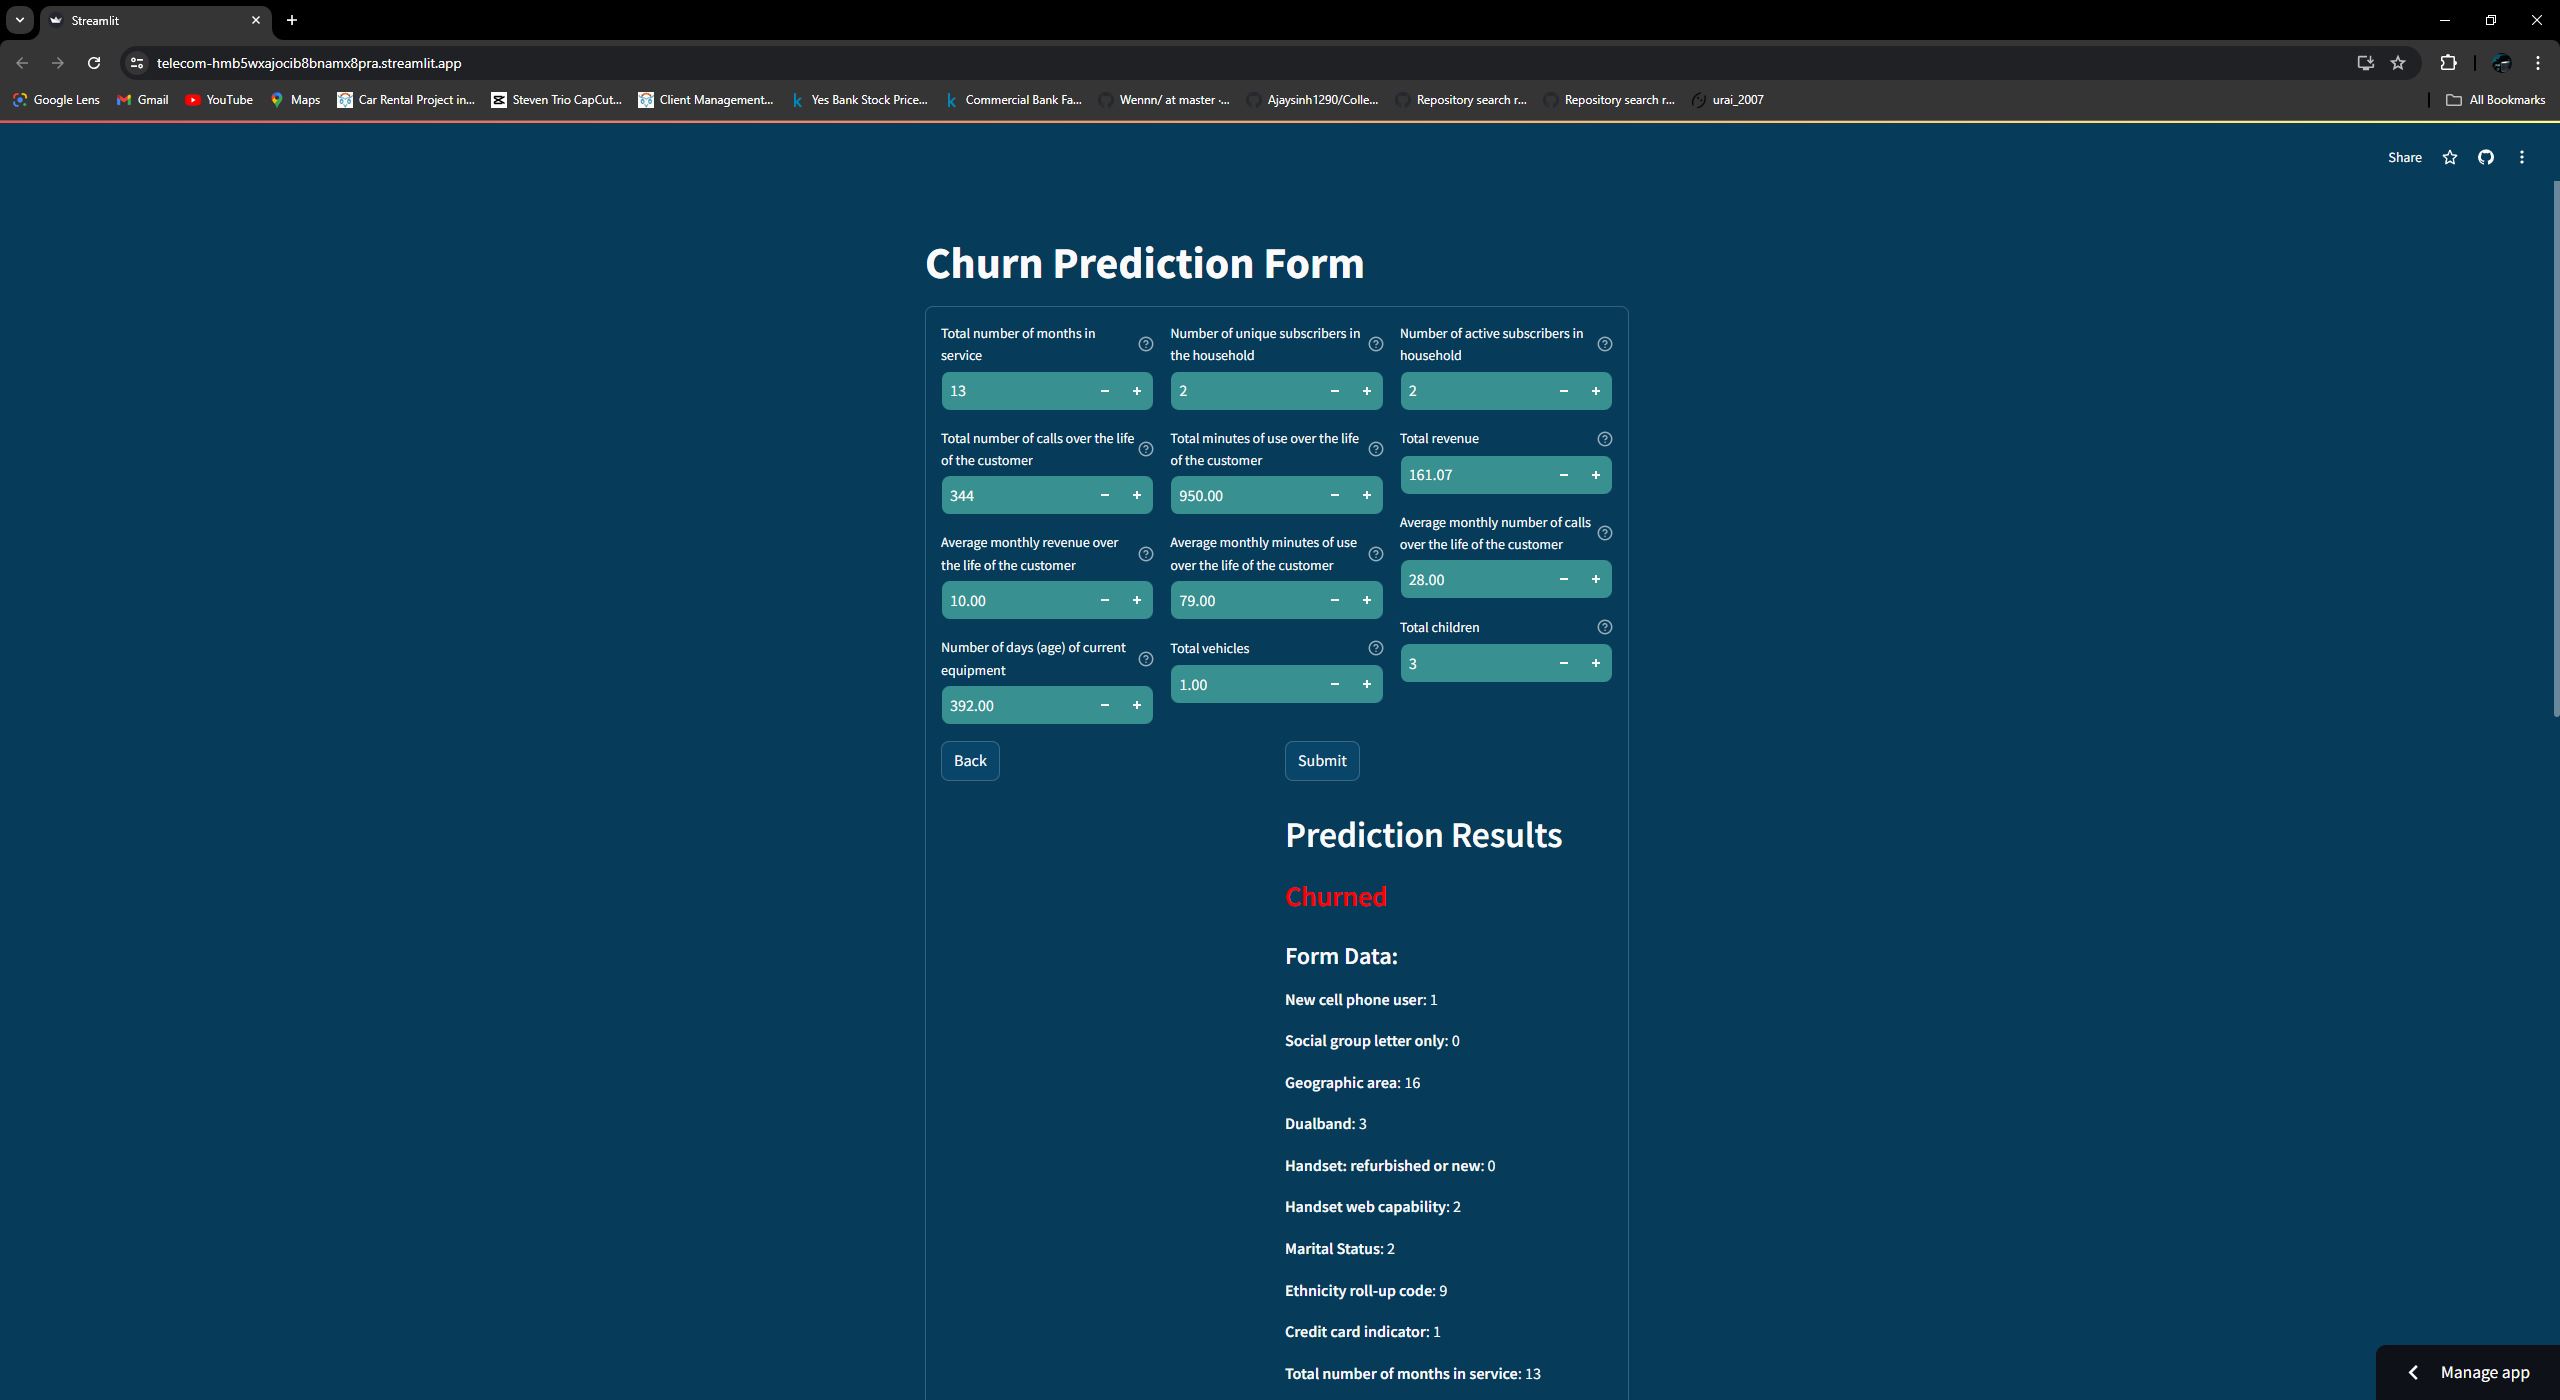 Streamlit
telecom-hmb5wxajocib8bnamx8pra.streamlit.app
Google Lens
Gmail
YouTube
Maps
Car Rental Project in...
Steven Trio CapCut...
Client Management...
Yes Bank Stock Price...
Commercial Bank Fa...
Wennn/ at master ·...
Ajaysinh1290/Colle...
Repository search r...
Repository search r...
urai_2007
All Bookmarks
Share
Churn Prediction Form
Total number of months in
service
13
Number of unique subscribers in
the household
2
Number of active subscribers in
household
2
Total number of calls over the life
of the customer
344
Total minutes of use over the life
of the customer
950.00
Total revenue
161.07
Average monthly revenue over
the life of the customer
10.00
Average monthly minutes of use
over the life of the customer
79.00
Average monthly number of calls
over the life of the customer
28.00
Number of days (age) of current
equipment
392.00
Total vehicles
1.00
Total children
3
Back
Submit
Prediction Results
Churned
Form Data:
New cell phone user: 1
Social group letter only: 0
Geographic area: 16
Dualband: 3
Handset: refurbished or new: 0
Handset web capability: 2
Marital Status: 2
Ethnicity roll-up code: 9
Credit card indicator: 1
Total number of months in service: 13
Manage app